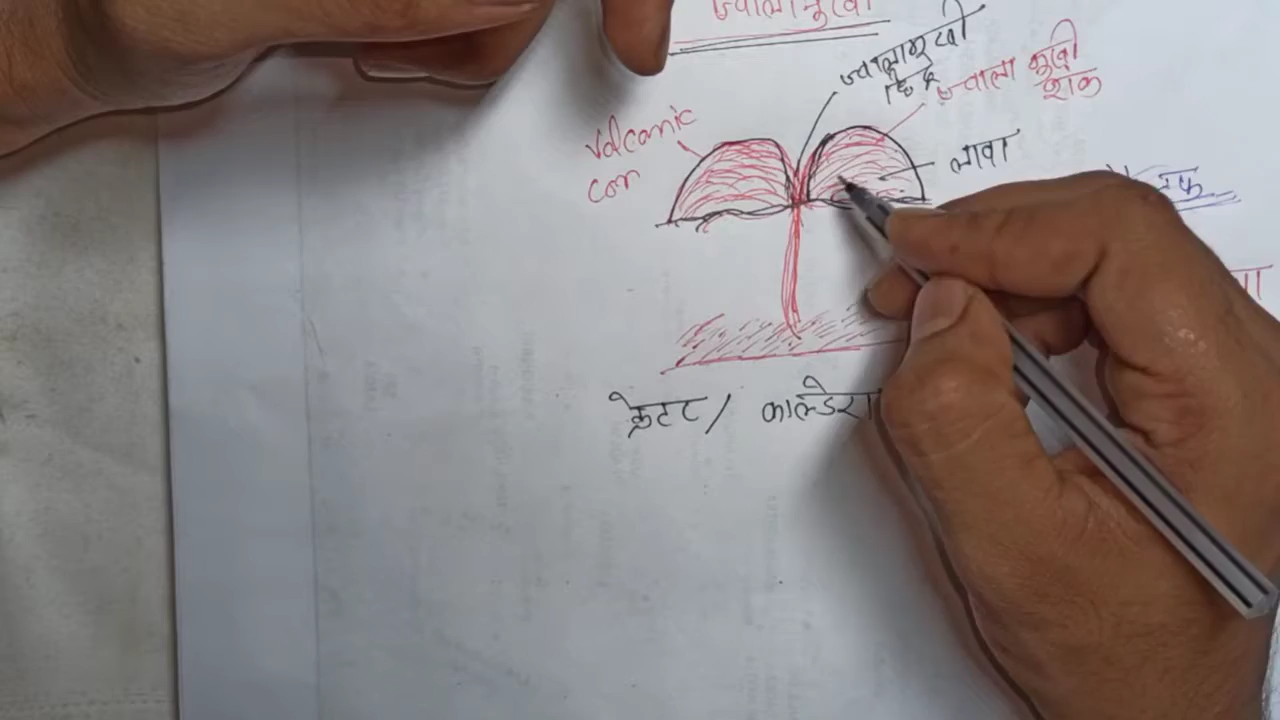 ज्वालामुखी
ज्वालामुखी
छिद्र
ज्वाला मुखी
शंकु
volcanic
con
लावा
क्रेटर / काल्डेरा